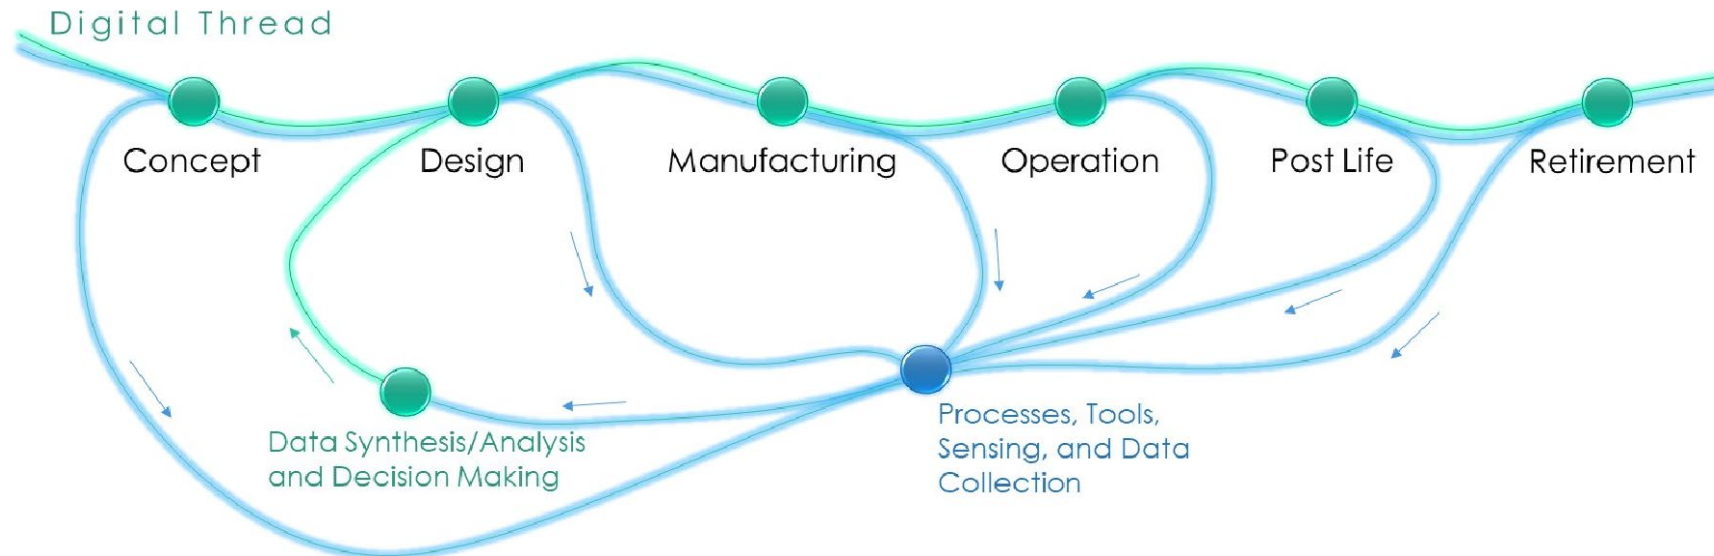 Digital Thread
Concept
Design
Manufacturing
Operation
Post Life
Retirement
Data Synthesis/Analysis
and Decision Making
Processes, Tools,
Sensing, and Data
Collection